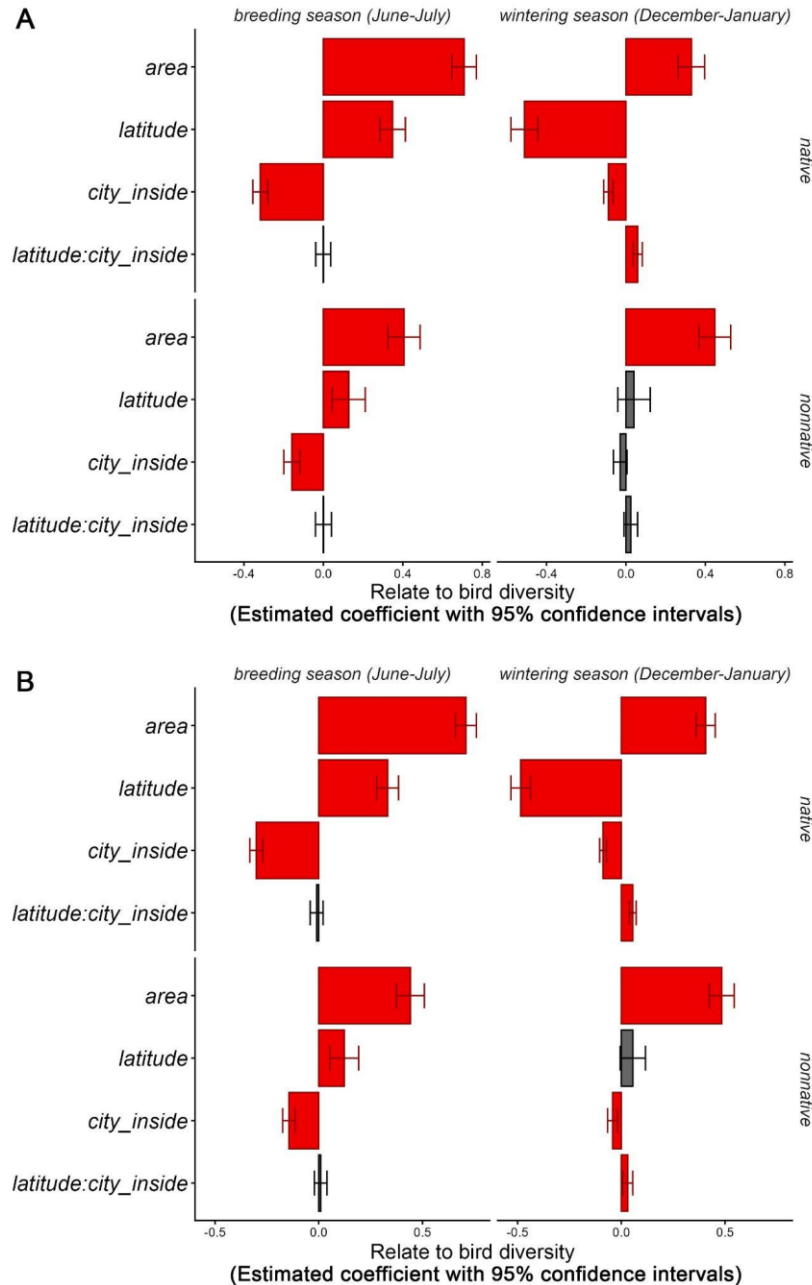 A
breeding season (June-July)
wintering season (December-January)
area
latitude
city_inside
latitude:city_inside
native
area
latitude
city_inside
latitude:city_inside
nonnative
-0.4 0.0 0.4 0.8 -0.4 0.0 0.4 0.8
Relate to bird diversity
(Estimated coefficient with 95% confidence intervals)
B
breeding season (June-July)
wintering season (December-January)
area
latitude
city_inside
latitude:city_inside
native
area
latitude
city_inside
latitude:city_inside
nonnative
-0.5 0.0 0.5 -0.5 0.0 0.5
Relate to bird diversity
(Estimated coefficient with 95% confidence intervals)